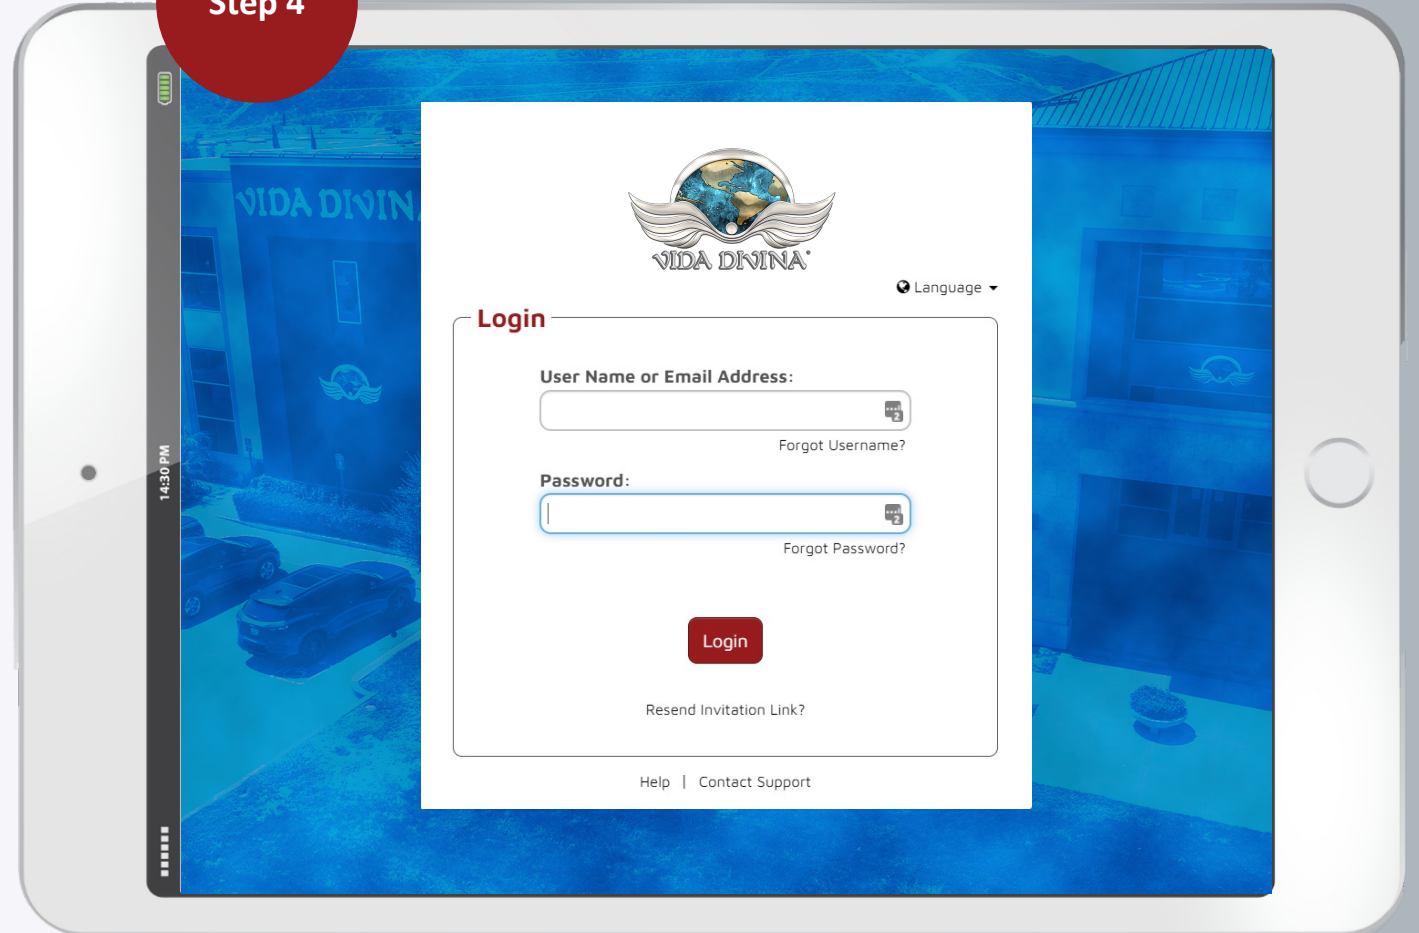 Step 4
14:30 PM
VIDA DIVIN
VIDA DIVINA
Language
Login
User Name or Email Address:
Forgot Username?
Password:
Forgot Password?
Login
Resend Invitation Link?
Help | Contact Support